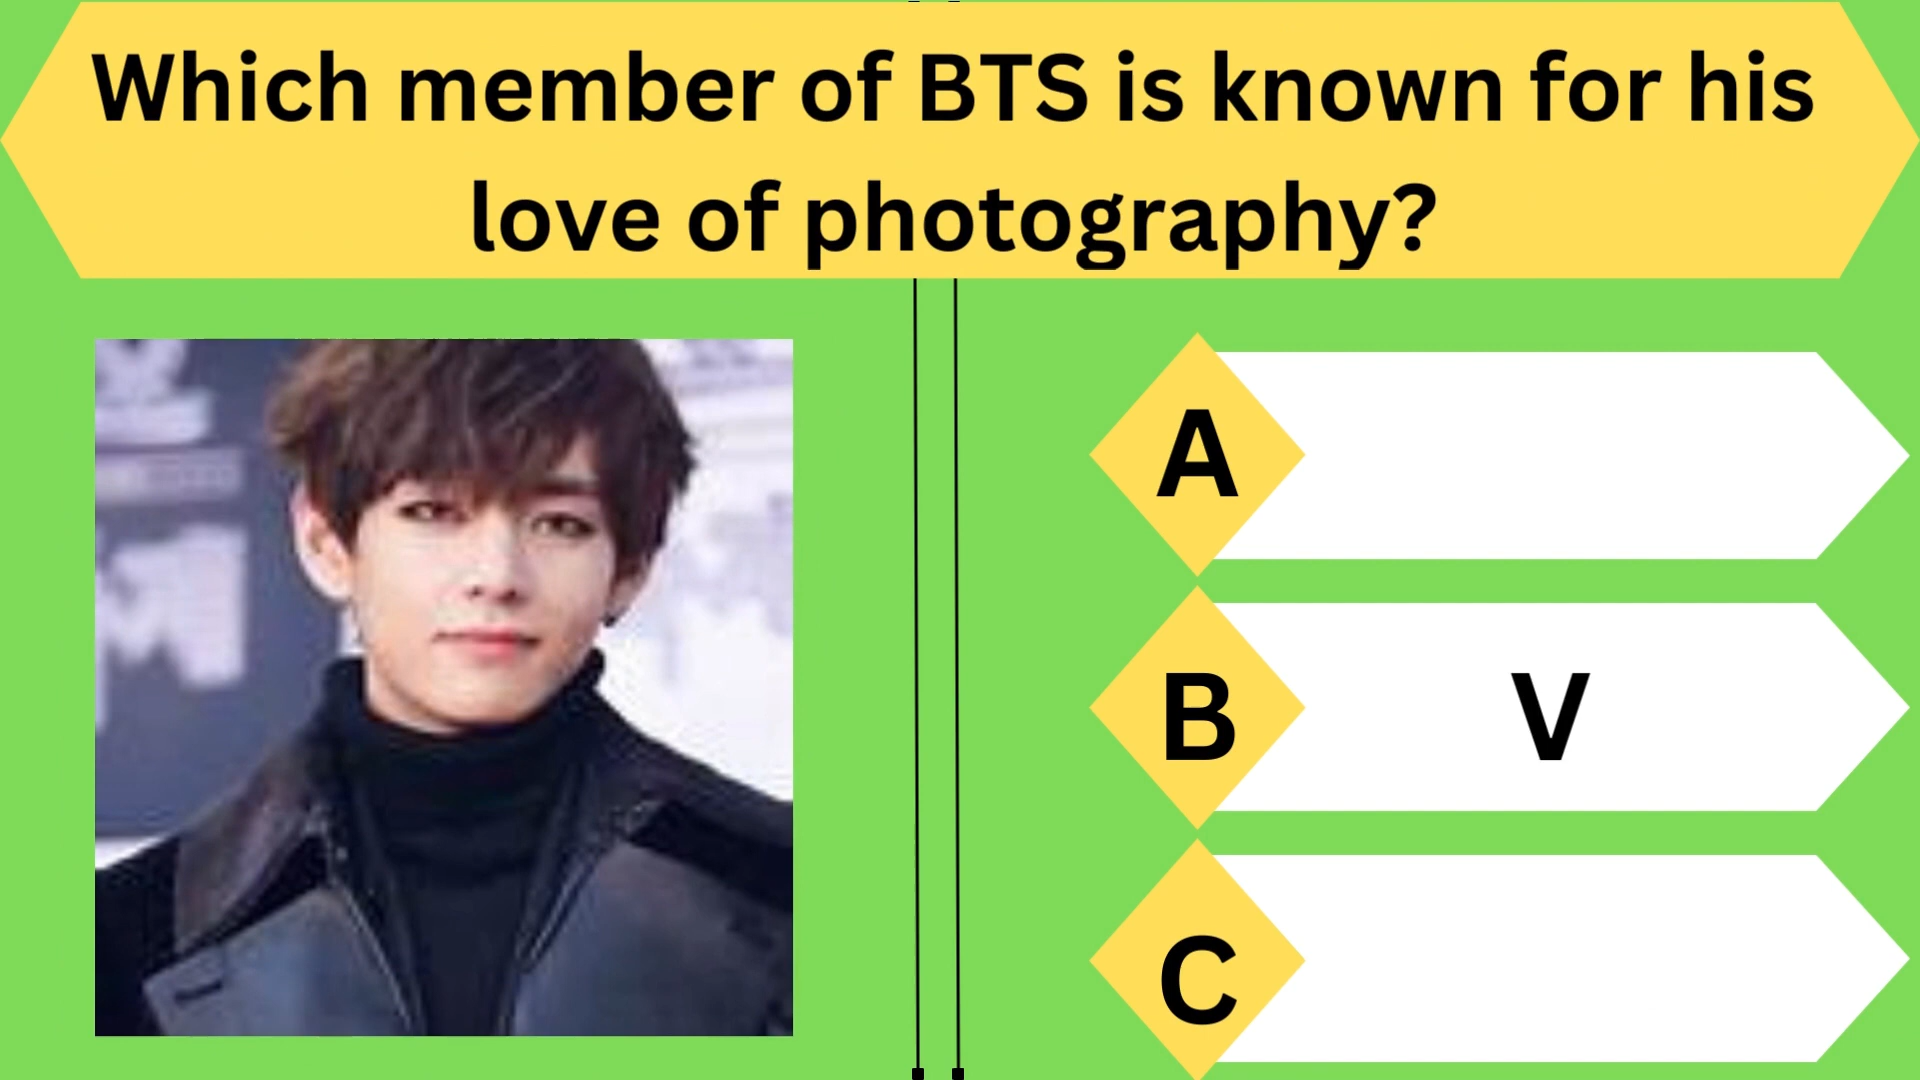 Which member of BTS is known for his
love of photography?
A
B V
C